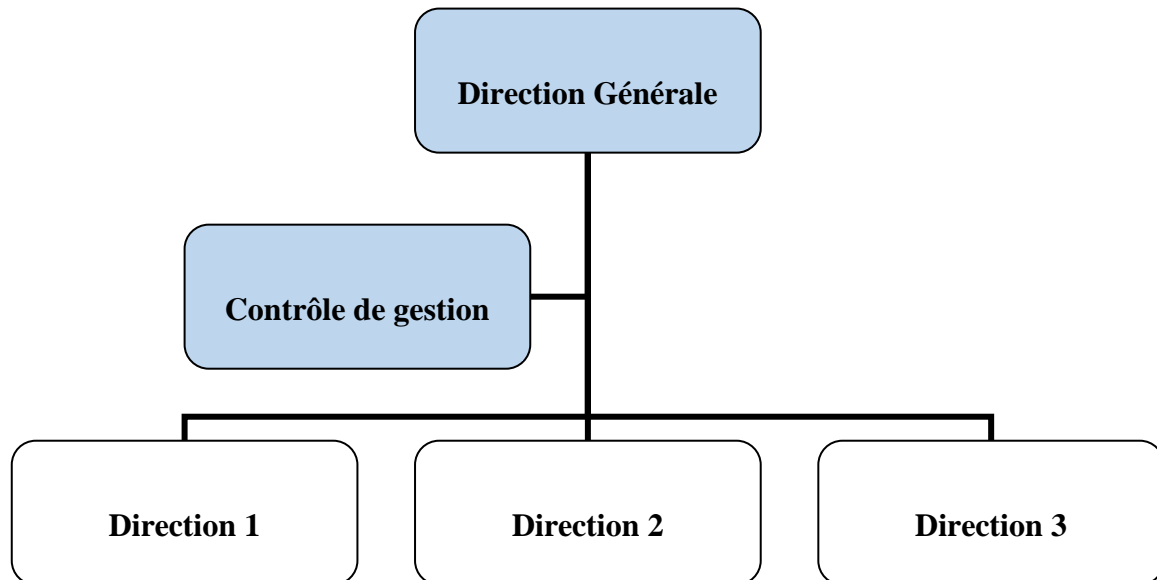 Direction Générale
Contrôle de gestion
Direction 1
Direction 2
Direction 3